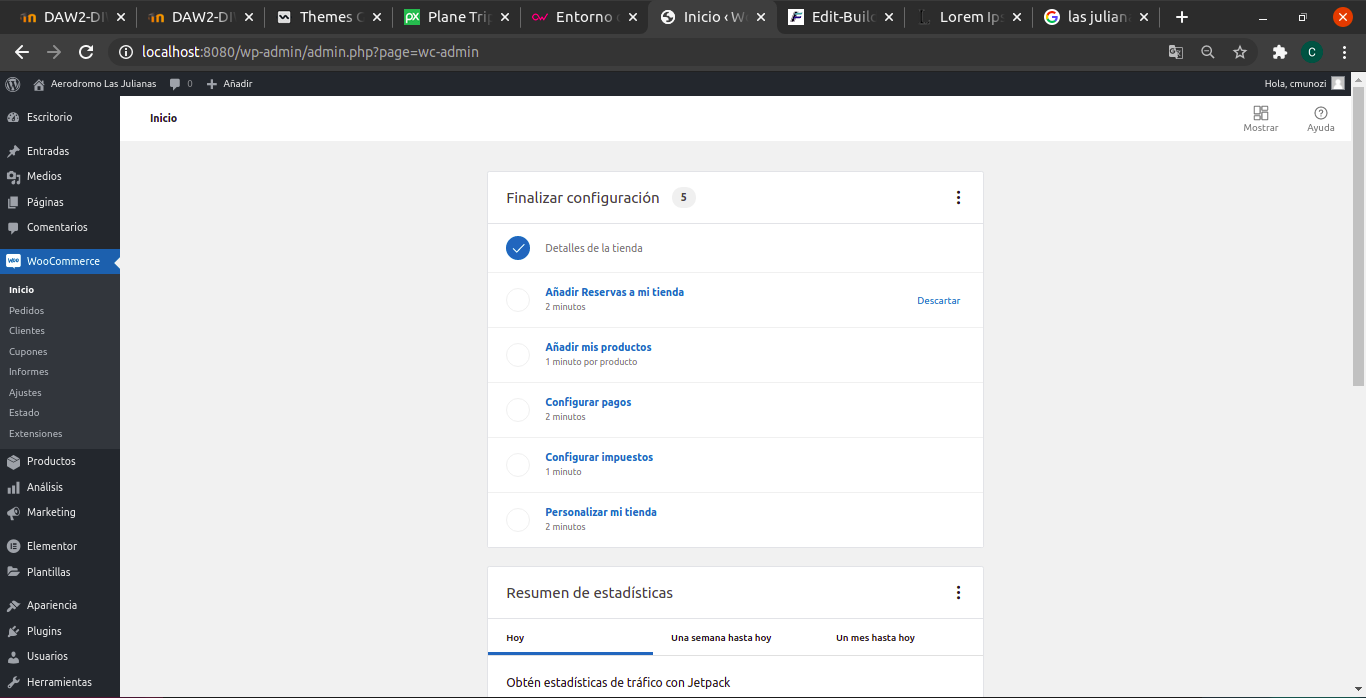 DAW2-DI
DAW2-DI
Themes C
Plane Trip
Entorno
Inicio ‹ W
Edit-Build
Lorem Ips
las juliana
localhost:8080/wp-admin/admin.php?page=wc-admin
C
Aerodromo Las Julianas
0
Añadir
Hola, cmunozi
Escritorio
Entradas
Medios
Páginas
Comentarios
WooCommerce
Inicio
Pedidos
Clientes
Cupones
Informes
Ajustes
Estado
Extensiones
Productos
Análisis
Marketing
Elementor
Plantillas
Apariencia
Plugins
Usuarios
Herramientas
Inicio
Mostrar
Ayuda
Finalizar configuración 5
Detalles de la tienda
Añadir Reservas a mi tienda
2 minutos
Descartar
Añadir mis productos
1 minuto por producto
Configurar pagos
2 minutos
Configurar impuestos
1 minuto
Personalizar mi tienda
2 minutos
Resumen de estadísticas
Hoy
Una semana hasta hoy
Un mes hasta hoy
Obtén estadísticas de tráfico con Jetpack